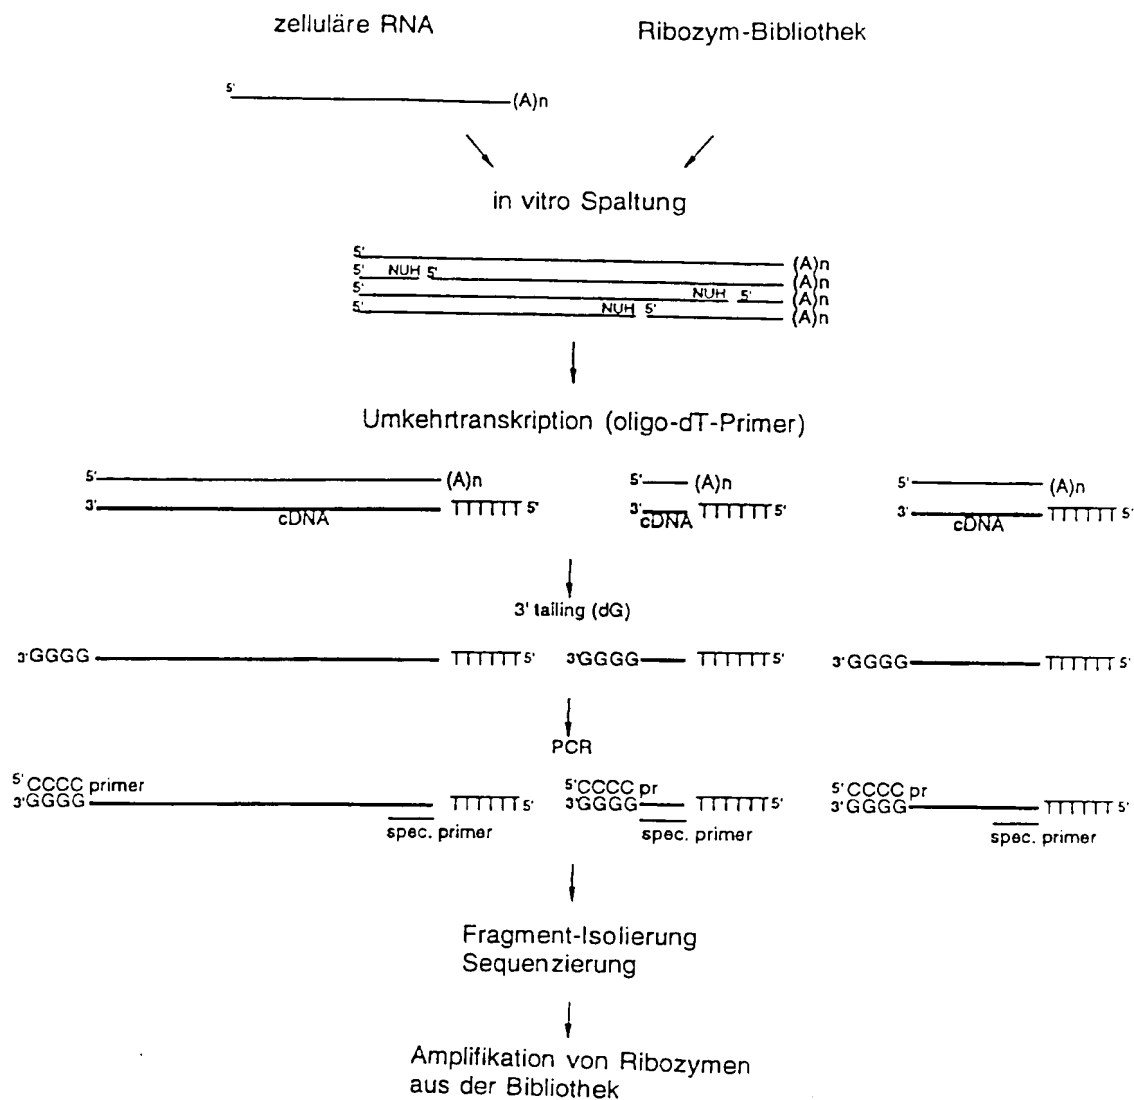 zelluläre RNA
Ribozym-Bibliothek
5'
(A)n
in vitro Spaltung
5'
(A)n
5' NUH 5' (A)n
5' NUH 5' (A)n
5' NUH 5' (A)n
Umkehrtranskription (oligo-dT-Primer)
5' (A)n 5' (A)n 5' (A)n
3' TTTTTT 5' 3' TTTTTT 5' 3' TTTTTT 5'
cDNA cDNA cDNA
3' tailing (dG)
3'GGGG TTTTTT 5' 3'GGGG TTTTTT 5' 3'GGGG TTTTTT 5'
PCR
5'CCCC primer 5'CCCC pr 5'CCCC pr
3'GGGG TTTTTT 5' 3'GGGG TTTTTT 5' 3'GGGG TTTTTT 5'
spec. primer spec. primer spec. primer
Fragment-Isolierung
Sequenzierung
Amplifikation von Ribozymen
aus der Bibliothek